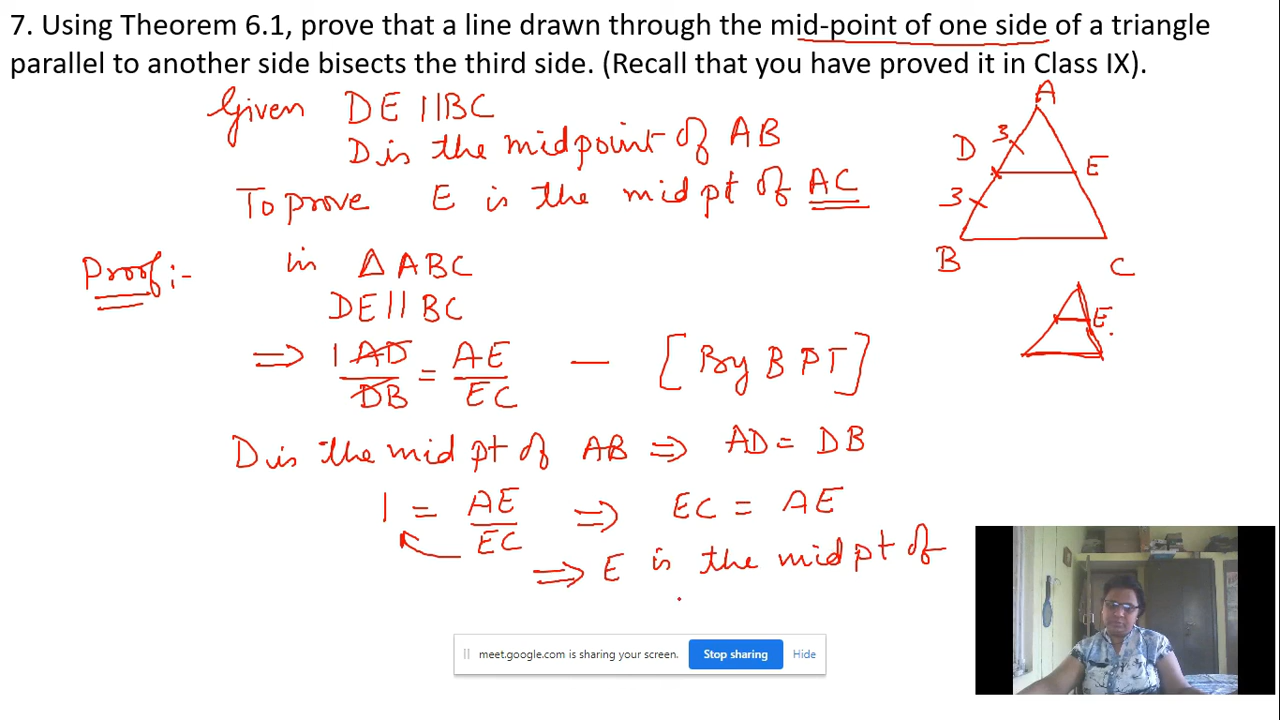 7. Using Theorem 6.1, prove that a line drawn through the mid-point of one side of a triangle
parallel to another side bisects the third side. (Recall that you have proved it in Class IX).
Given DE || BC
D is the midpoint of AB
To prove E is the mid pt of AC
Proof :- in △ ABC
DE || BC
⇒ 1 AD/DB = AE/EC — [By BPT]
D is the mid pt of AB ⇒ AD = DB
1 = AE/EC ⇒ EC = AE
⇒ E is the mid pt of
A
D 3 E
3
B C
E
meet.google.com is sharing your screen. Stop sharing Hide